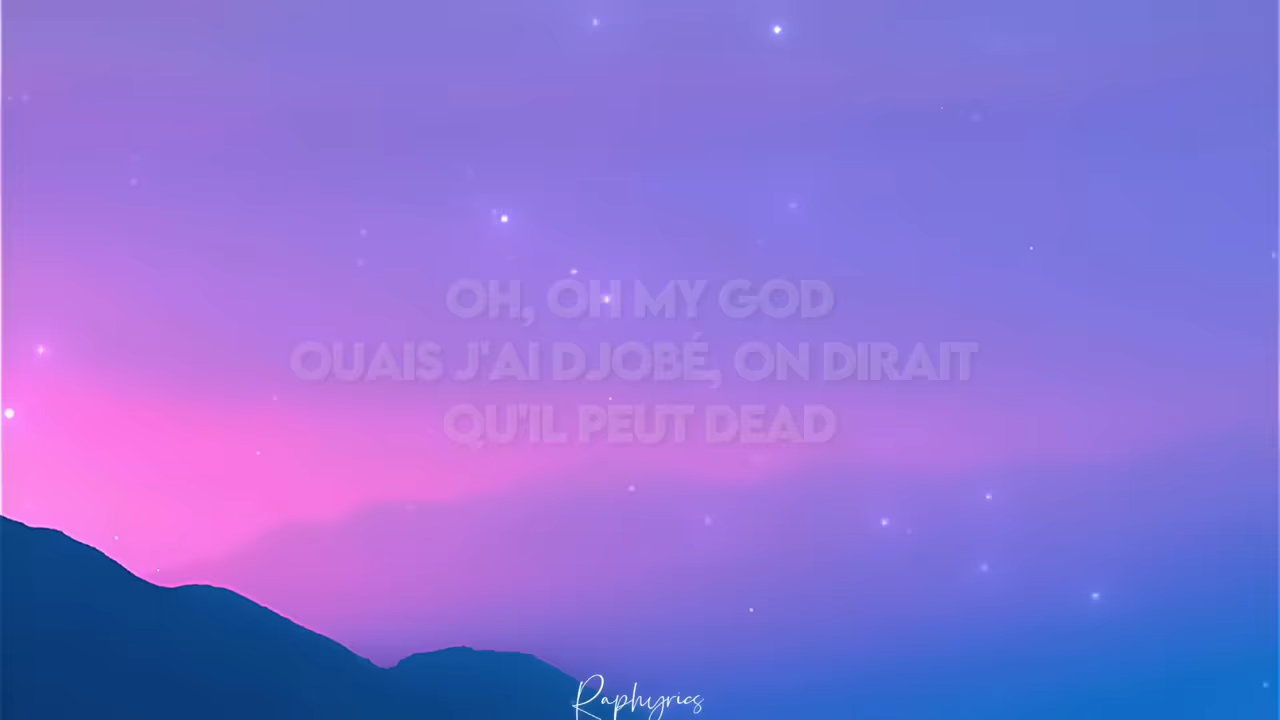 OH, OH MY GOD
OUAIS J'AI DJOBÉ, ON DIRAIT
QU'IL PEUT DEAD
Raphyrics